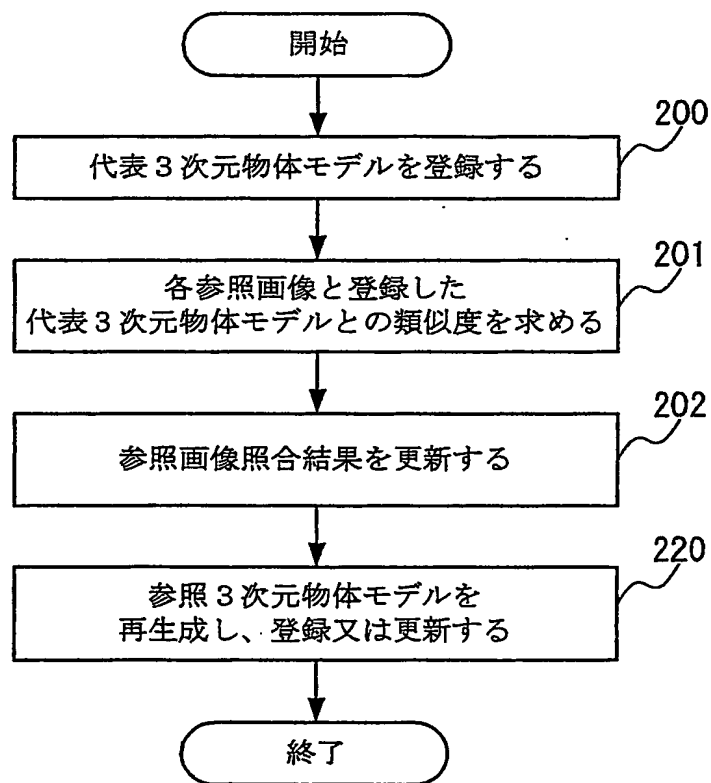 開始
200
代表３次元物体モデルを登録する
201
各参照画像と登録した
代表３次元物体モデルとの類似度を求める
202
参照画像照合結果を更新する
220
参照３次元物体モデルを
再生成し、登録又は更新する
終了